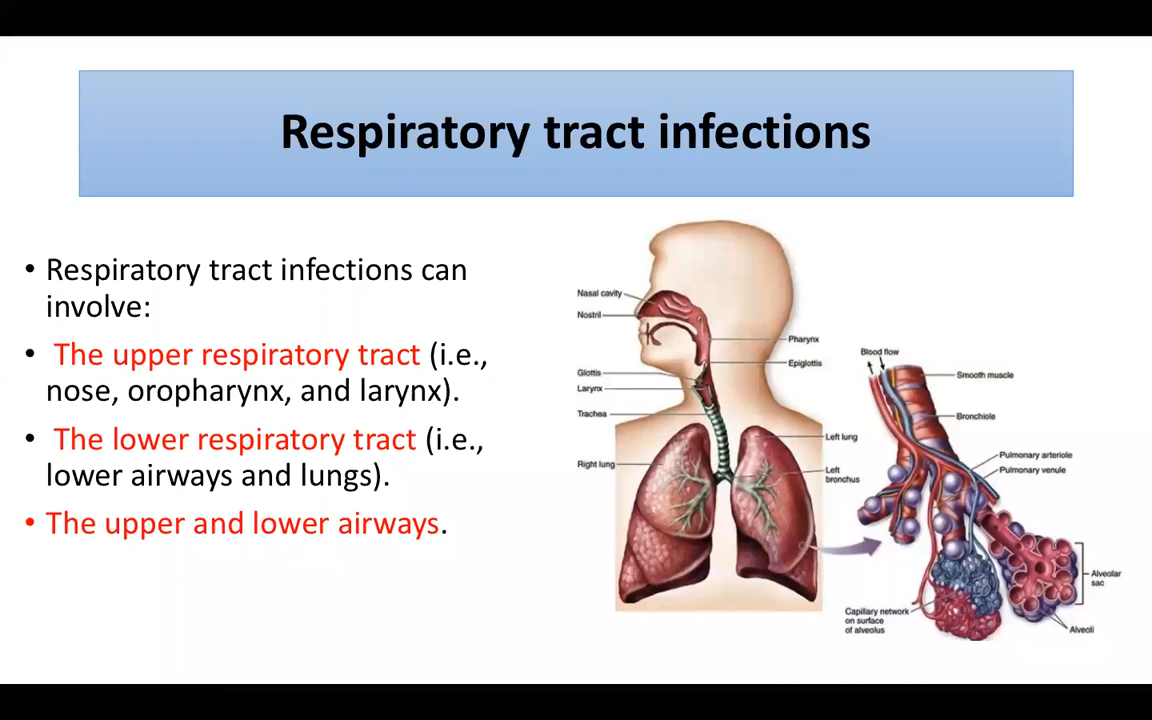 Respiratory tract infections
• Respiratory tract infections can
involve:
• The upper respiratory tract (i.e.,
nose, oropharynx, and larynx).
• The lower respiratory tract (i.e.,
lower airways and lungs).
• The upper and lower airways.
Nasal cavity
Nostril
Glottis
Larynx
Trachea
Right lung
Pharynx
Epiglottis
Left lung
Left
bronchus
Blood flow
Smooth muscle
Bronchiole
Pulmonary arteriole
Pulmonary venule
Alveolar
sac
Alveoli
Capillary network
on surface
of alveolus